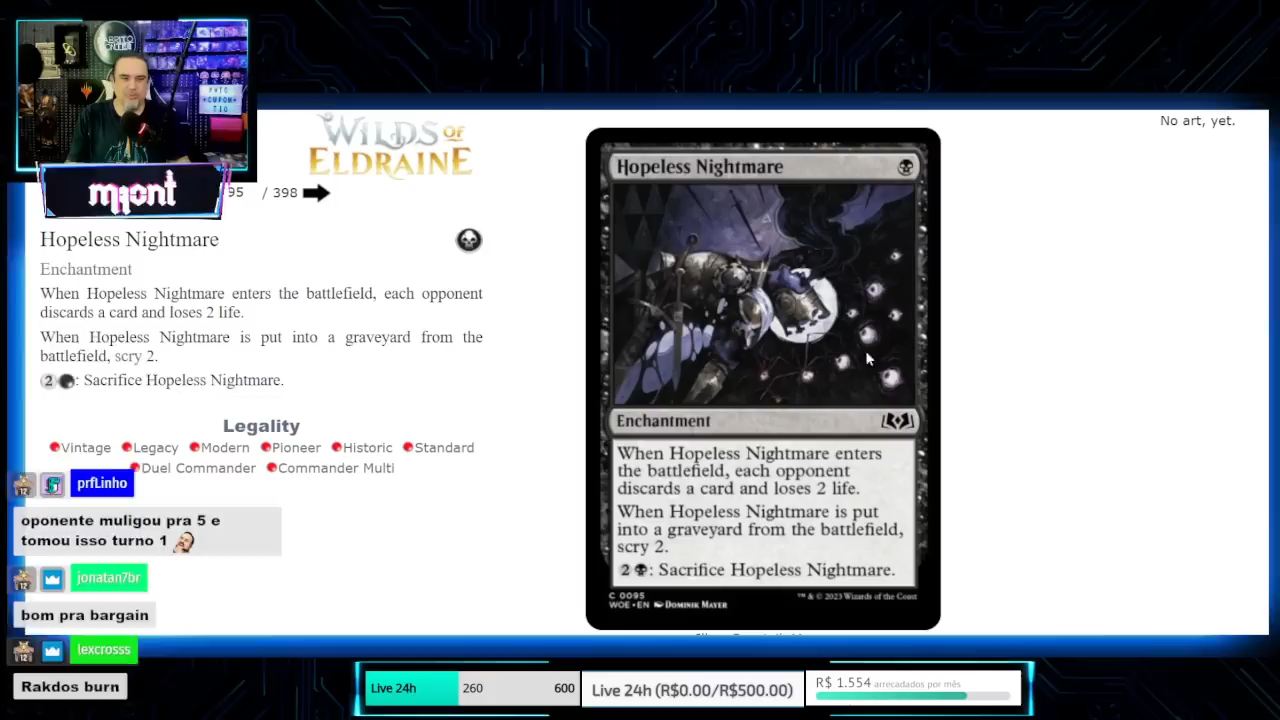 WILDS OF
ELDRAINE
No art, yet.
mont
95 / 398
Hopeless Nightmare
Enchantment
When Hopeless Nightmare enters the battlefield, each opponent
discards a card and loses 2 life.
When Hopeless Nightmare is put into a graveyard from the
battlefield, scry 2.
2 : Sacrifice Hopeless Nightmare.
Legality
Vintage Legacy Modern Pioneer Historic Standard
Duel Commander Commander Multi
Hopeless Nightmare
Enchantment
When Hopeless Nightmare enters
the battlefield, each opponent
discards a card and loses 2 life.
When Hopeless Nightmare is put
into a graveyard from the battlefield,
scry 2.
2 : Sacrifice Hopeless Nightmare.
C 0095
WOE • EN Dominik Mayer
™ & © 2023 Wizards of the Coast
12 prfLinho
oponente muligou pra 5 e
tomou isso turno 1
12 jonatan7br
bom pra bargain
12 lexcrosss
Rakdos burn
Live 24h 260 600
Live 24h (R$0.00/R$500.00)
R$ 1.554 arrecadados por mês